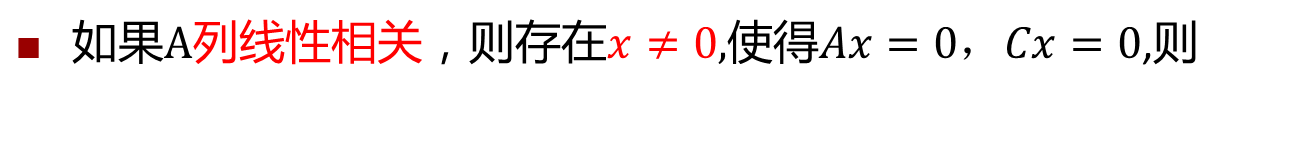 如果A列线性相关，则存在x ≠ 0,使得Ax = 0，Cx = 0,则